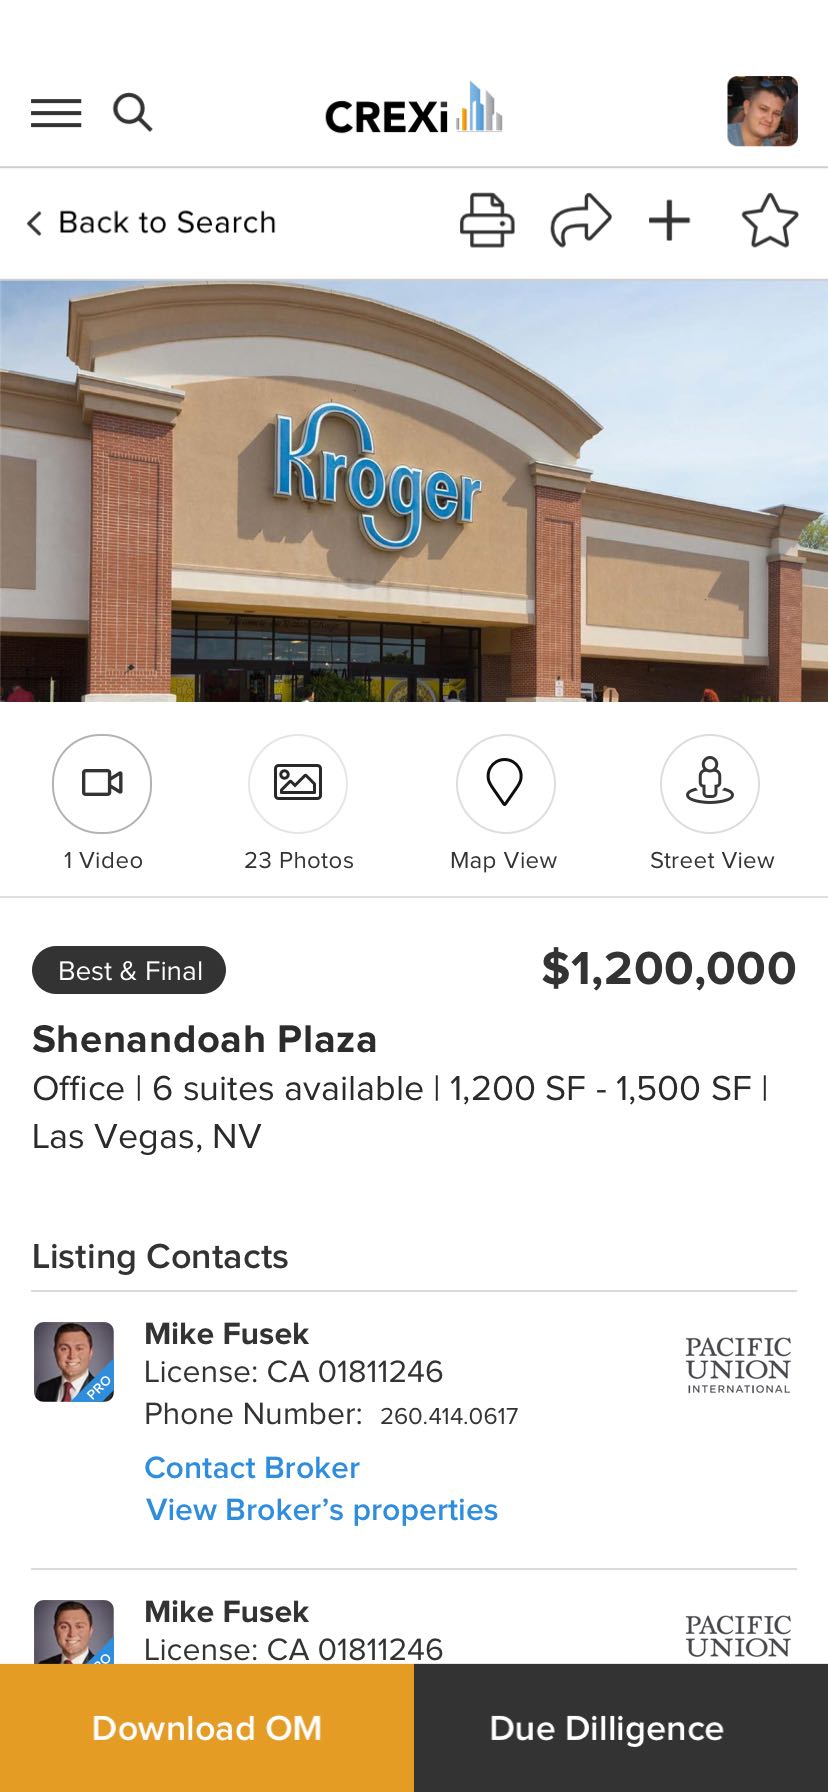 CREXi
Back to Search
Kroger
1 Video
23 Photos
Map View
Street View
Best & Final
$1,200,000
Shenandoah Plaza
Office | 6 suites available | 1,200 SF - 1,500 SF |
Las Vegas, NV
Listing Contacts
Mike Fusek
License: CA 01811246
Phone Number: 260.414.0617
Contact Broker
View Broker’s properties
PRO
PACIFIC
UNION
INTERNATIONAL
Mike Fusek
License: CA 01811246
PACIFIC
UNION
Download OM
Due Dilligence